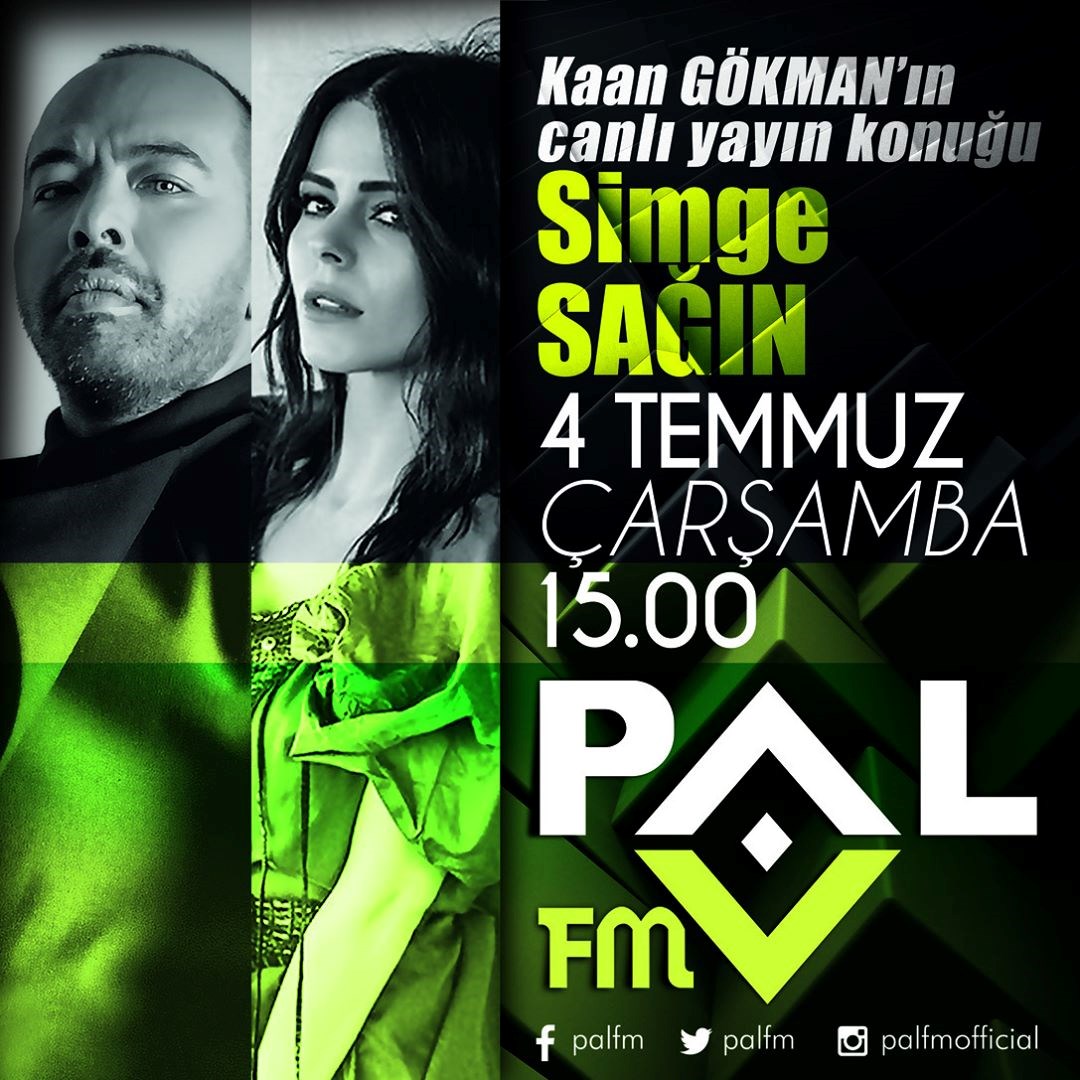 Kaan GÖKMAN'ın
canlı yayın konuğu
Simge
SAĞIN
4 TEMMUZ
ÇARŞAMBA
15.00
PAL
FM
palfm palfm palfmofficial